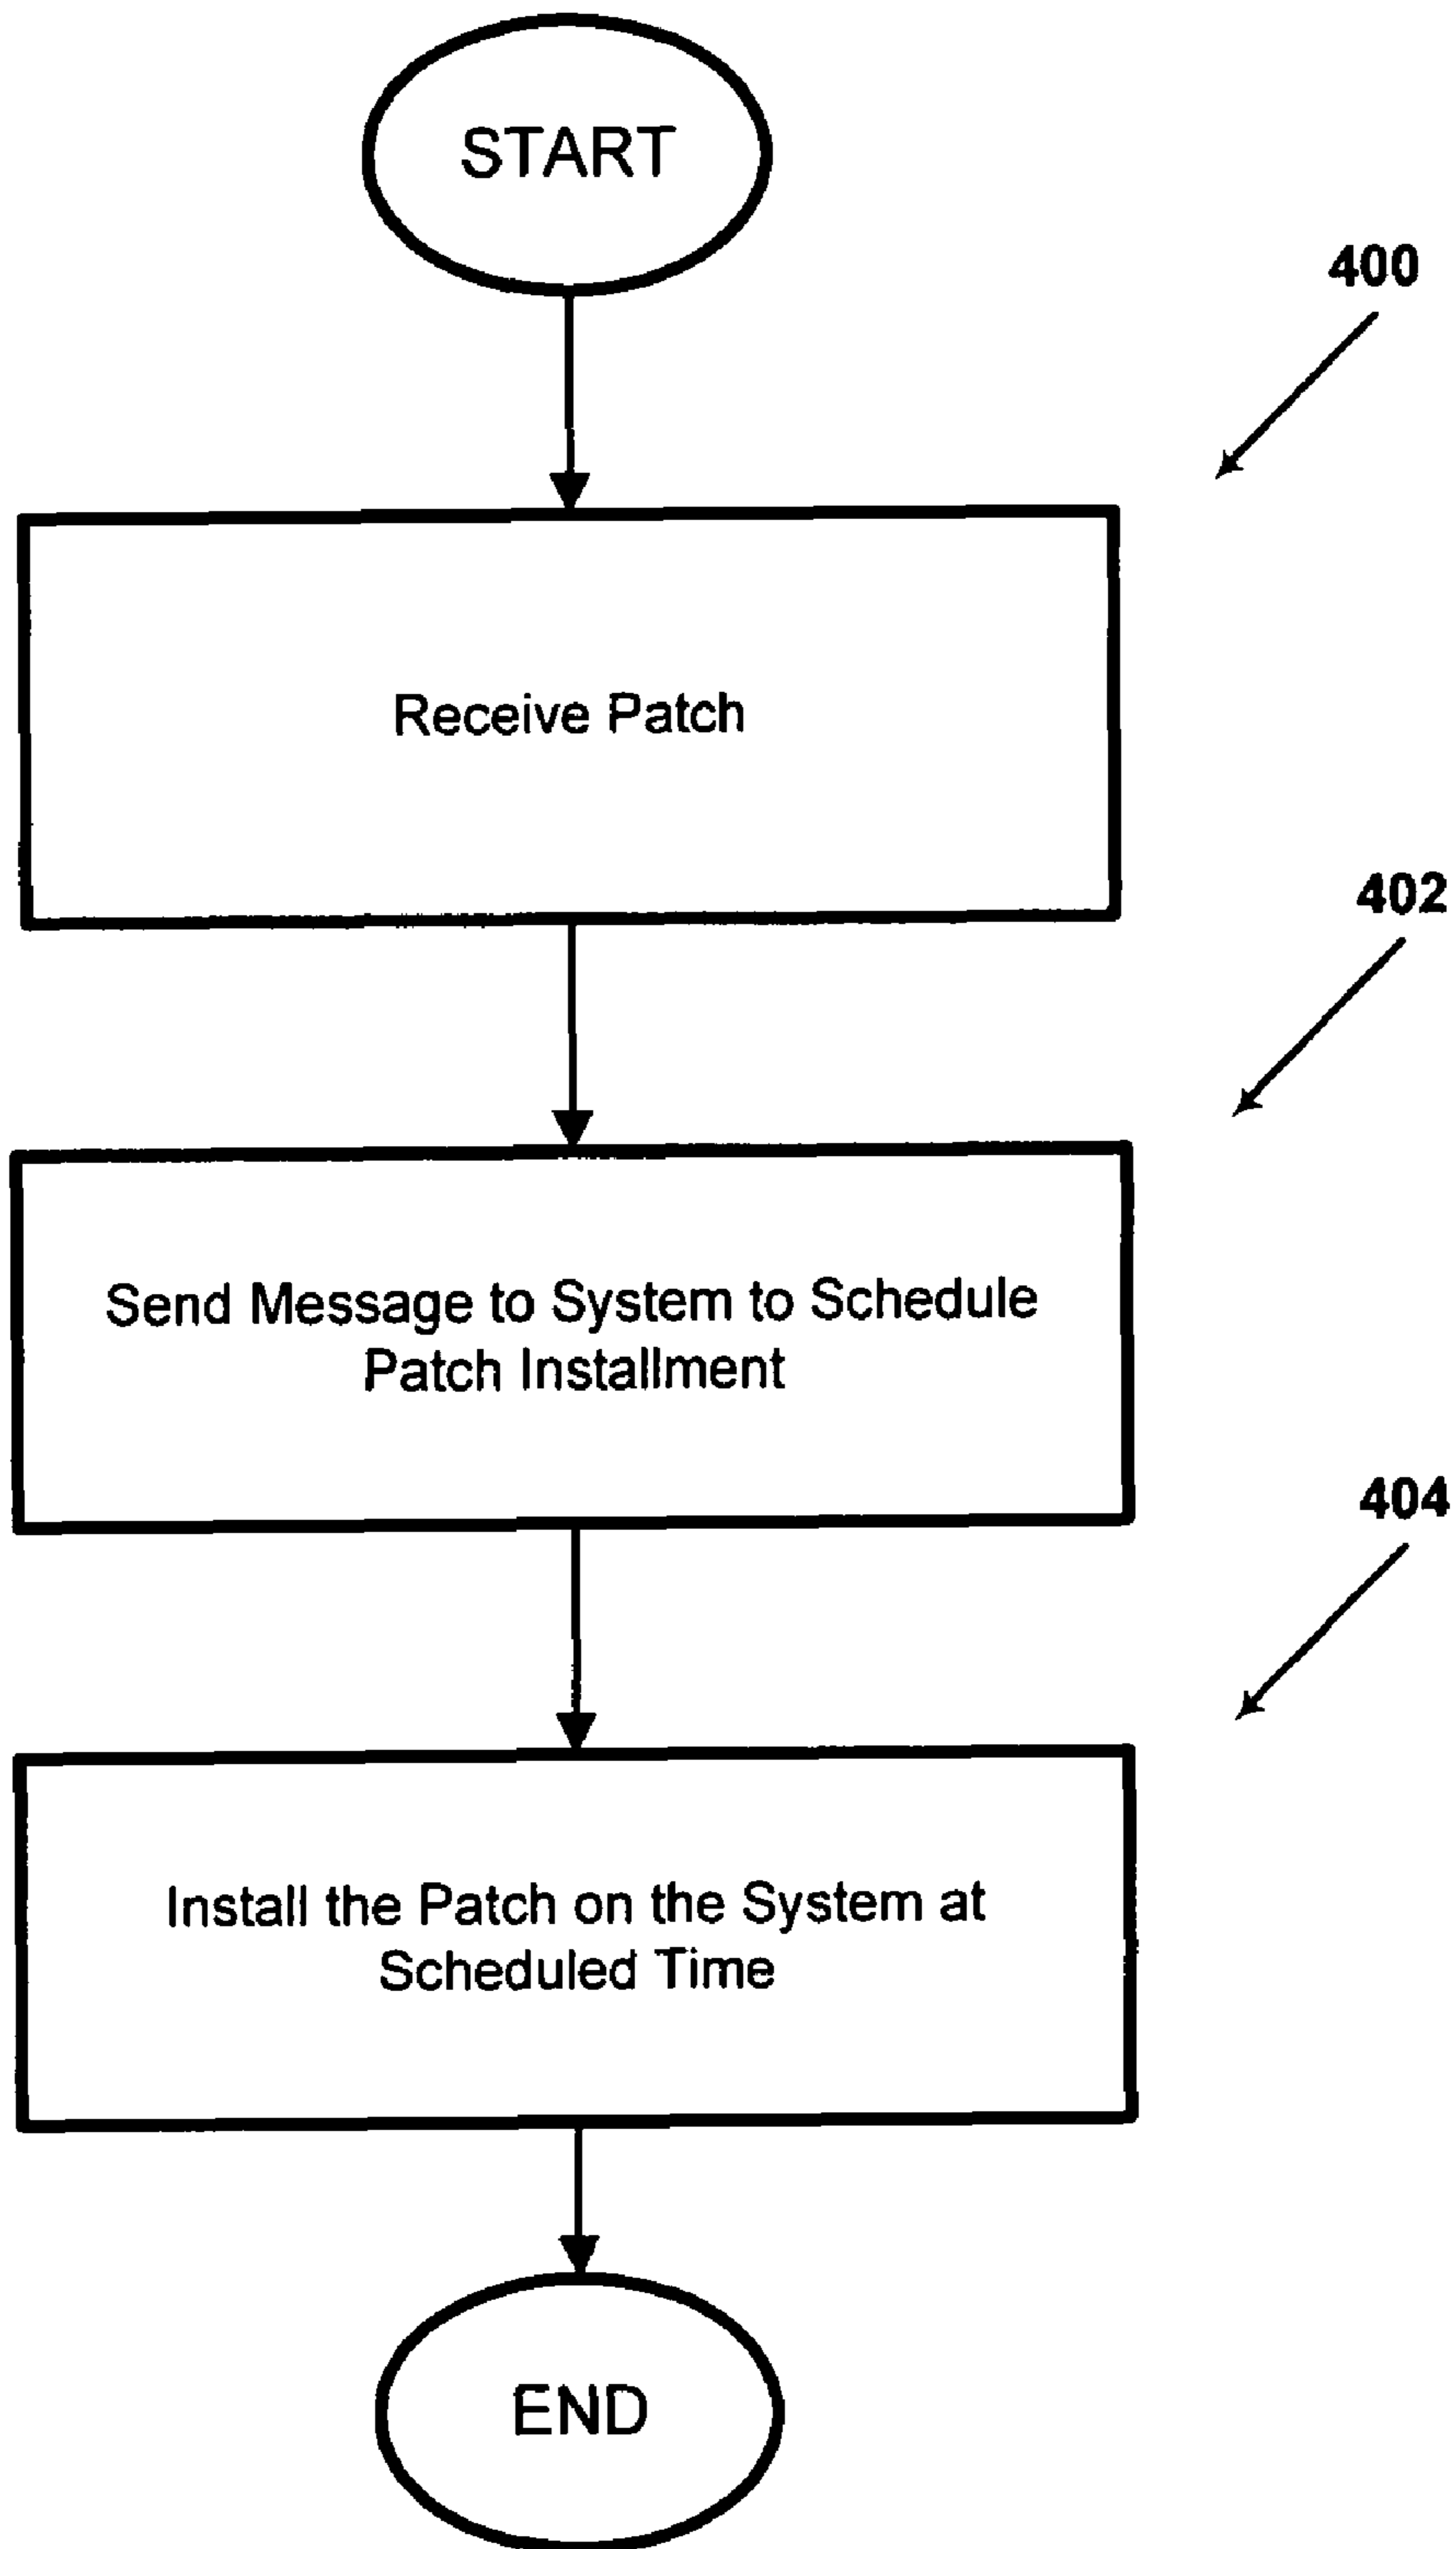 START
400
Receive Patch
402
Send Message to System to Schedule
Patch Installment
404
Install the Patch on the System at
Scheduled Time
END